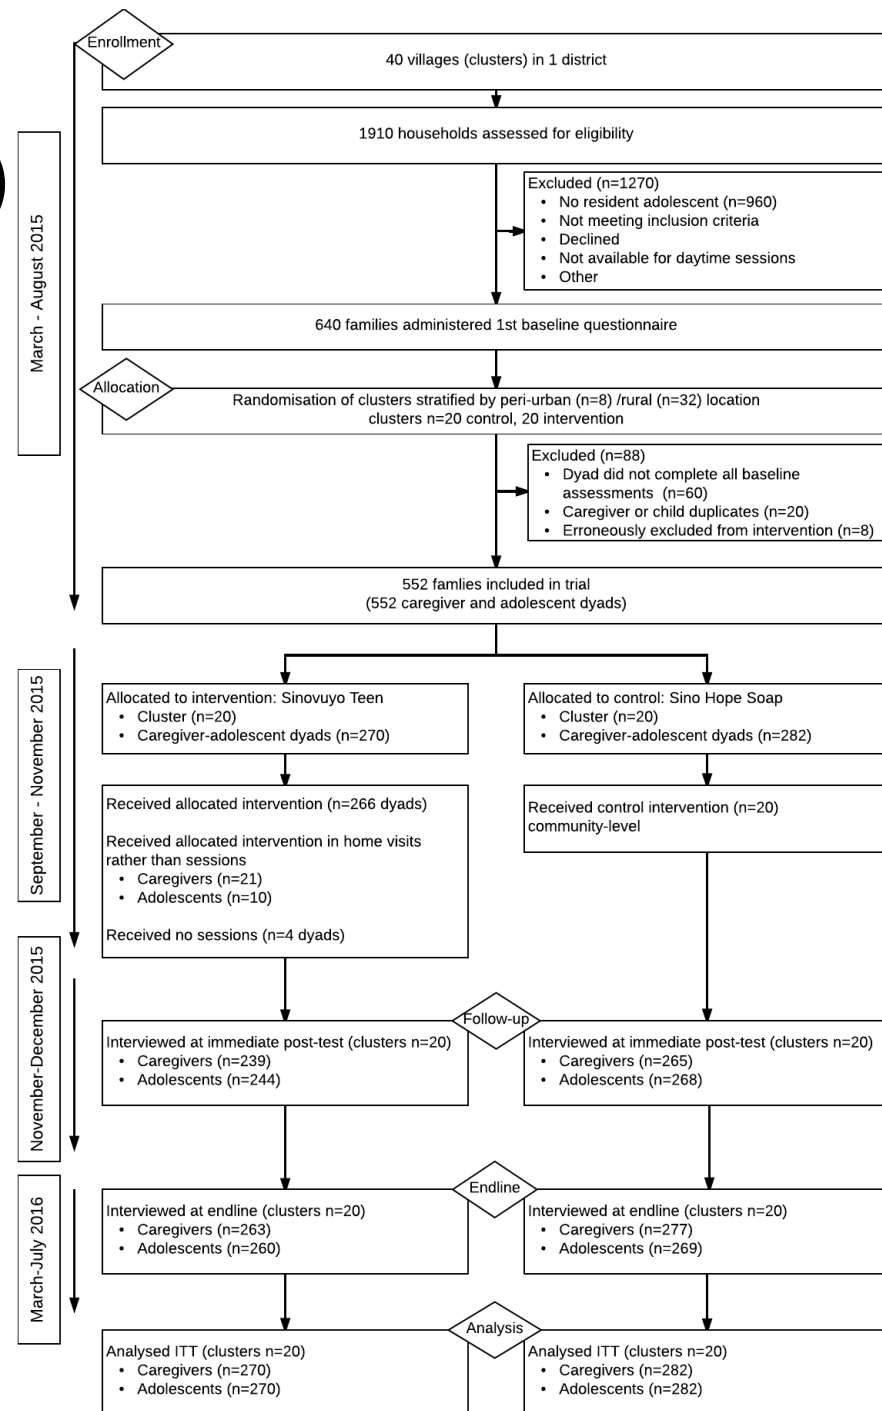 Enrollment
40 villages (clusters) in 1 district
1910 households assessed for eligibility
March - August 2015
Excluded (n=1270)
• No resident adolescent (n=960)
• Not meeting inclusion criteria
• Declined
• Not available for daytime sessions
• Other
640 families administered 1st baseline questionnaire
Allocation
Randomisation of clusters stratified by peri-urban (n=8) /rural (n=32) location
clusters n=20 control, 20 intervention
Excluded (n=88)
• Dyad did not complete all baseline
assessments (n=60)
• Caregiver or child duplicates (n=20)
• Erroneously excluded from intervention (n=8)
552 famlies included in trial
(552 caregiver and adolescent dyads)
September - November 2015
Allocated to intervention: Sinovuyo Teen
• Cluster (n=20)
• Caregiver-adolescent dyads (n=270)
Allocated to control: Sino Hope Soap
• Cluster (n=20)
• Caregiver-adolescent dyads (n=282)
Received allocated intervention (n=266 dyads)
Received allocated intervention in home visits
rather than sessions
• Caregivers (n=21)
• Adolescents (n=10)
Received no sessions (n=4 dyads)
Received control intervention (n=20)
community-level
November-December 2015
Follow-up
Interviewed at immediate post-test (clusters n=20)
• Caregivers (n=239)
• Adolescents (n=244)
Interviewed at immediate post-test (clusters n=20)
• Caregivers (n=265)
• Adolescents (n=268)
March-July 2016
Endline
Interviewed at endline (clusters n=20)
• Caregivers (n=263)
• Adolescents (n=260)
Interviewed at endline (clusters n=20)
• Caregivers (n=277)
• Adolescents (n=269)
Analysis
Analysed ITT (clusters n=20)
• Caregivers (n=270)
• Adolescents (n=270)
Analysed ITT (clusters n=20)
• Caregivers (n=282)
• Adolescents (n=282)